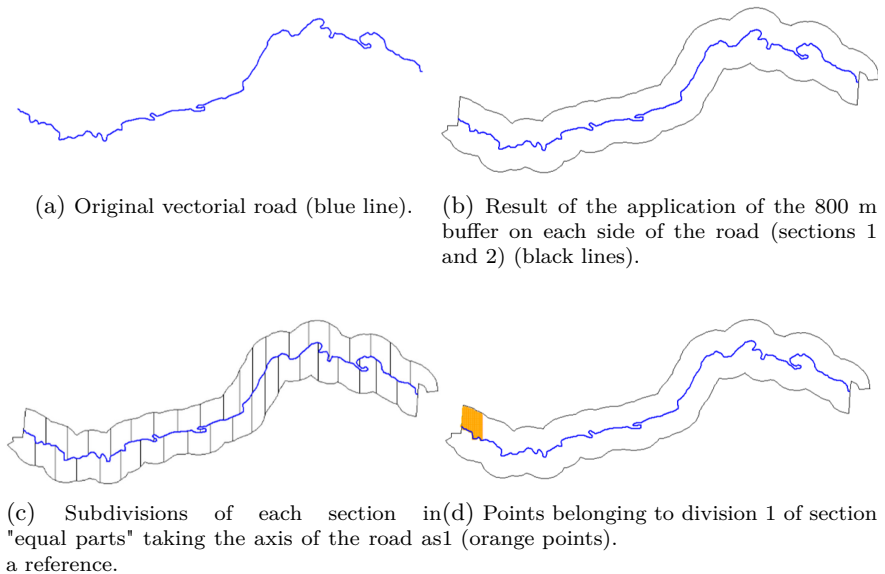 (a) Original vectorial road (blue line).
(b) Result of the application of the 800 m
buffer on each side of the road (sections 1
and 2) (black lines).
(c) Subdivisions of each section in
"equal parts" taking the axis of the road as
a reference.
(d) Points belonging to division 1 of section
1 (orange points).